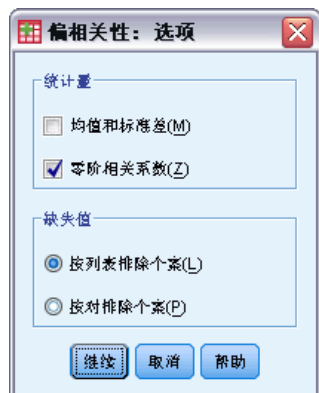 偏相关性：选项
统计量
均值和标准差(M)
零阶相关系数(Z)
缺失值
按列表排除个案(L)
按对排除个案(P)
继续 取消 帮助